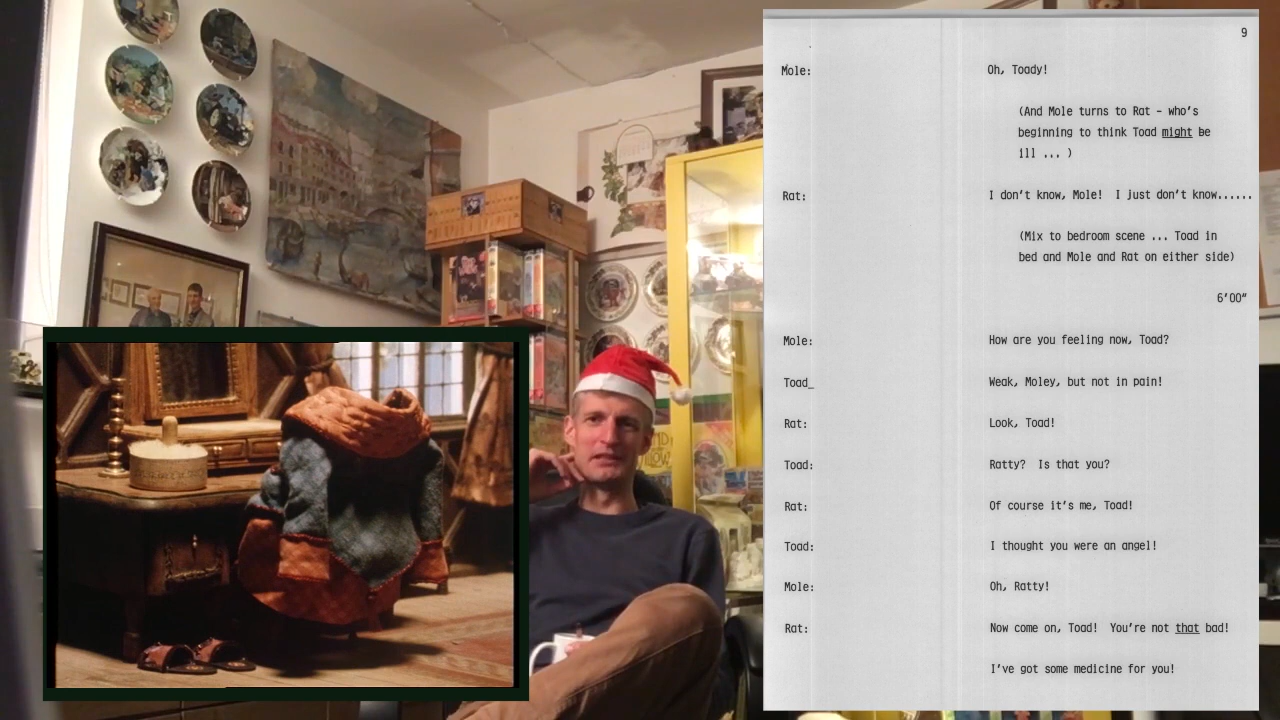 9
Mole: Oh, Toady!
(And Mole turns to Rat – who's
beginning to think Toad might be
ill ... )
Rat: I don't know, Mole! I just don't know......
(Mix to bedroom scene ... Toad in
bed and Mole and Rat on either side)
6'00"
Mole: How are you feeling now, Toad?
Toad_ Weak, Moley, but not in pain!
Rat: Look, Toad!
Toad: Ratty? Is that you?
Rat: Of course it's me, Toad!
Toad: I thought you were an angel!
Mole: Oh, Ratty!
Rat: Now come on, Toad! You're not that bad!
I've got some medicine for you!